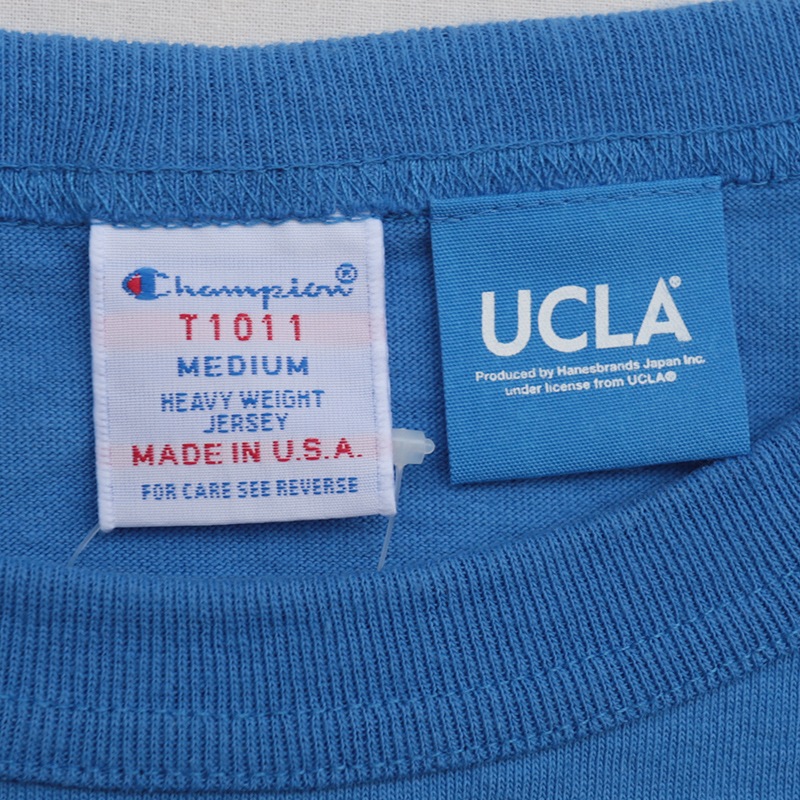 Champion®
T1011
MEDIUM
HEAVY WEIGHT
JERSEY
MADE IN U.S.A.
FOR CARE SEE REVERSE
UCLA®
Produced by Hanesbrands Japan Inc.
under license from UCLA®